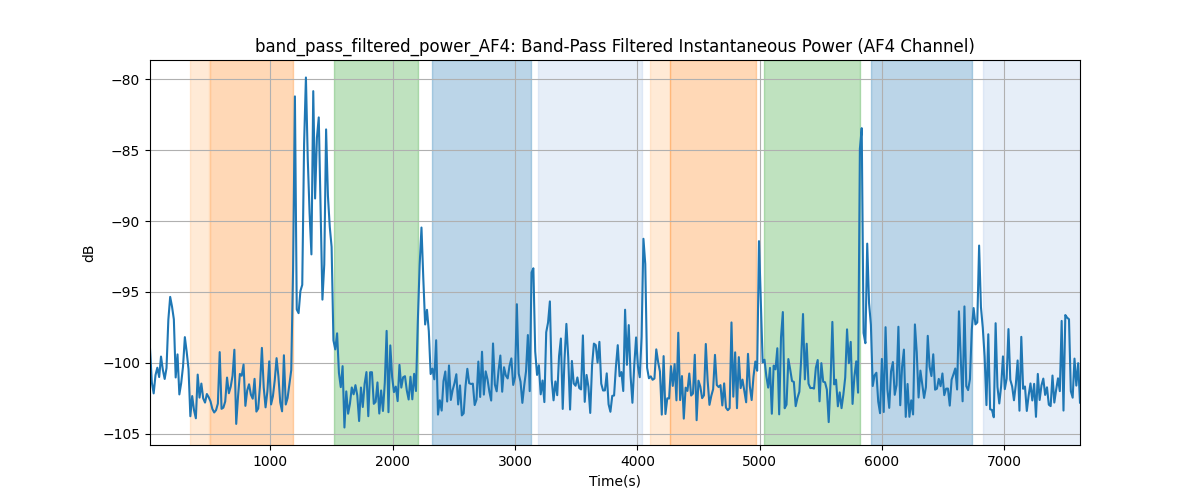 band_pass_filtered_power_AF4: Band-Pass Filtered Instantaneous Power (AF4 Channel)
−80
−85
−90
−95
−100
−105
dB
1000 2000 3000 4000 5000 6000 7000
Time(s)